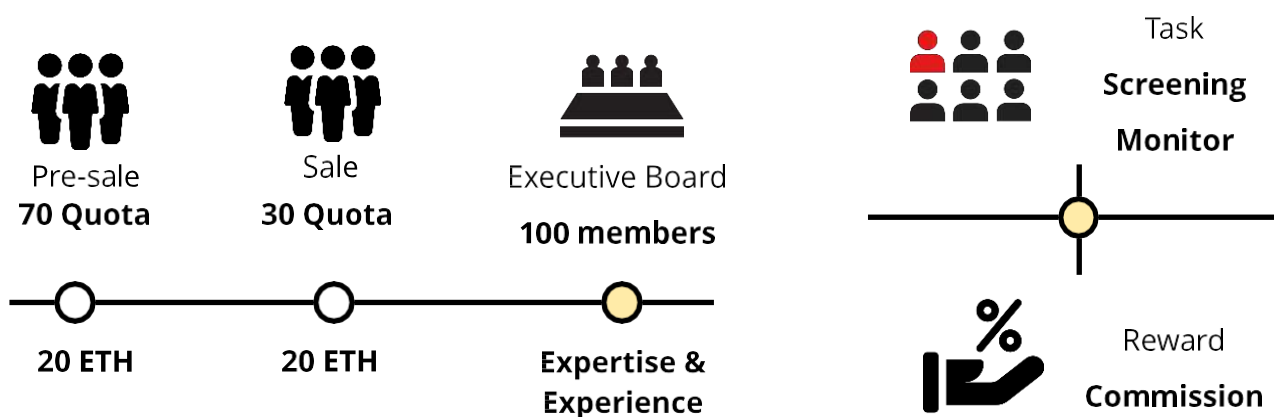 Pre-sale
70 Quota
20 ETH
Sale
30 Quota
20 ETH
Executive Board
100 members
Expertise &
Experience
Task
Screening
Monitor
%
Reward
Commission